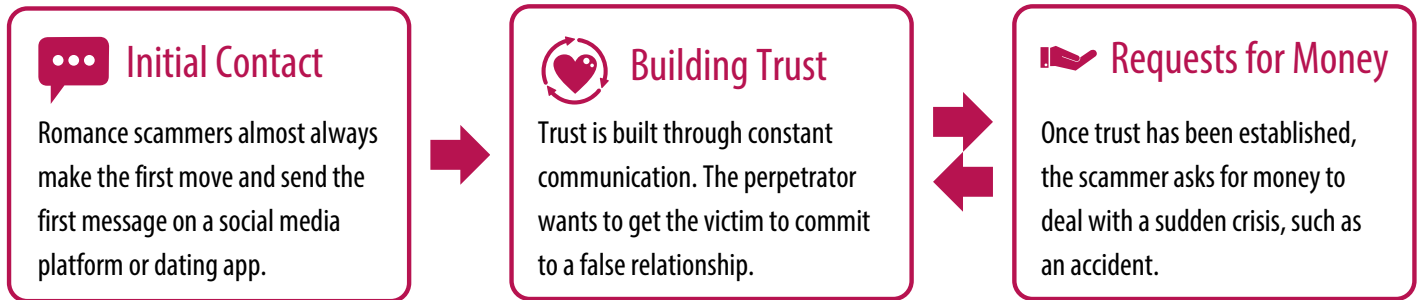 Initial Contact
Romance scammers almost always
make the first move and send the
first message on a social media
platform or dating app.
Building Trust
Trust is built through constant
communication. The perpetrator
wants to get the victim to commit
to a false relationship.
Requests for Money
Once trust has been established,
the scammer asks for money to
deal with a sudden crisis, such as
an accident.